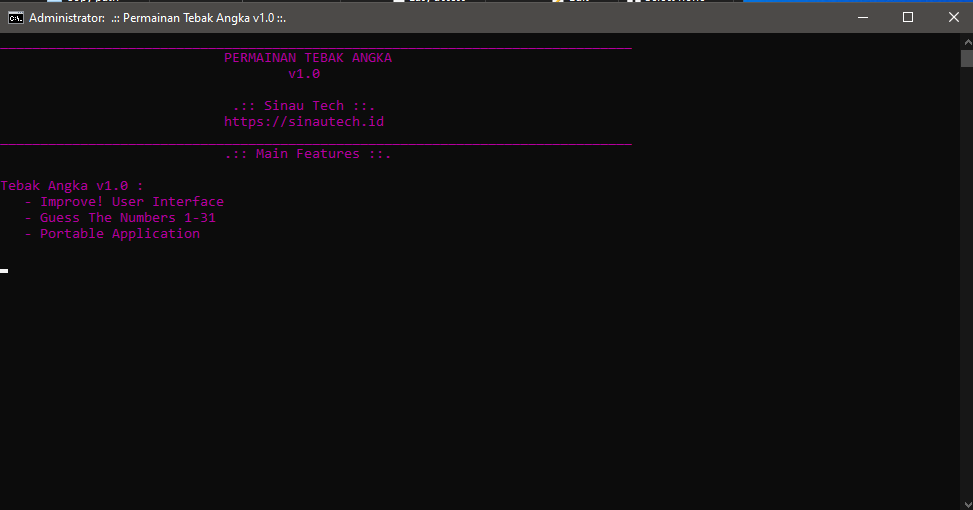 Administrator: .:: Permainan Tebak Angka v1.0 ::.
PERMAINAN TEBAK ANGKA
v1.0
.:: Sinau Tech ::.
https://sinautech.id
.:: Main Features ::.
Tebak Angka v1.0 :
- Improve! User Interface
- Guess The Numbers 1-31
- Portable Application